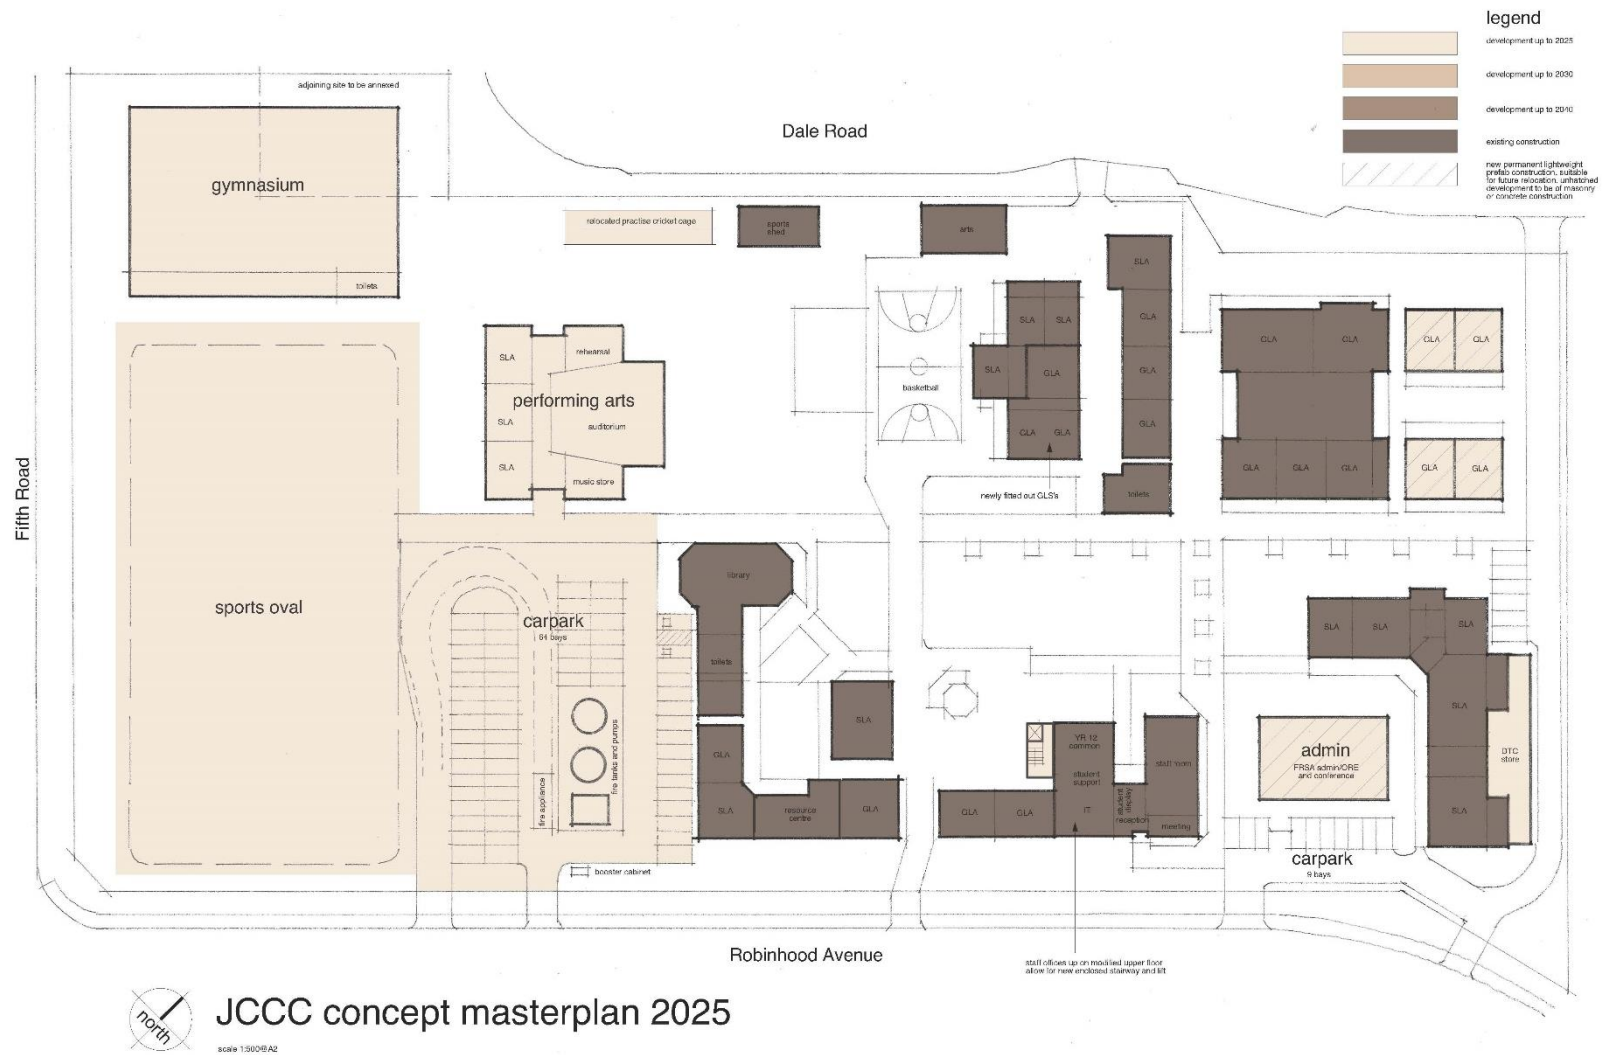 legend
development up to 2025
development up to 2030
development up to 2040
existing construction
new permanent lightweight
prefab construction, suitable
for future relocation, unhatched
development to be of masonry
or concrete construction
adjoining site to be annexed
Dale Road
gymnasium
toilets
relocated practise cricket cage
sports
shed
arts
SLA
SLA
SLA
GLA
SLA
GLA
GLA
GLA
GLA
GLA
newly fitted out GLS's
toilets
basketball
GLA
GLA
GLA
GLA
GLA
GLA
GLA
GLA
GLA
SLA
rehearsal
performing arts
SLA
auditorium
SLA
music store
Fifth Road
sports oval
carpark
64 bays
library
toilets
fire tanks and pumps
fire appliance
booster cabinet
SLA
GLA
SLA
resource
centre
GLA
GLA
GLA
YR 12
common
student
support
IT
student
display
reception
staff room
meeting
SLA
SLA
SLA
SLA
SLA
DTC
store
admin
FRSA admin/CRE
and conference
carpark
9 bays
Robinhood Avenue
staff offices up on modified upper floor
allow for new enclosed stairway and lift
north
JCCC concept masterplan 2025
scale 1:500@A2